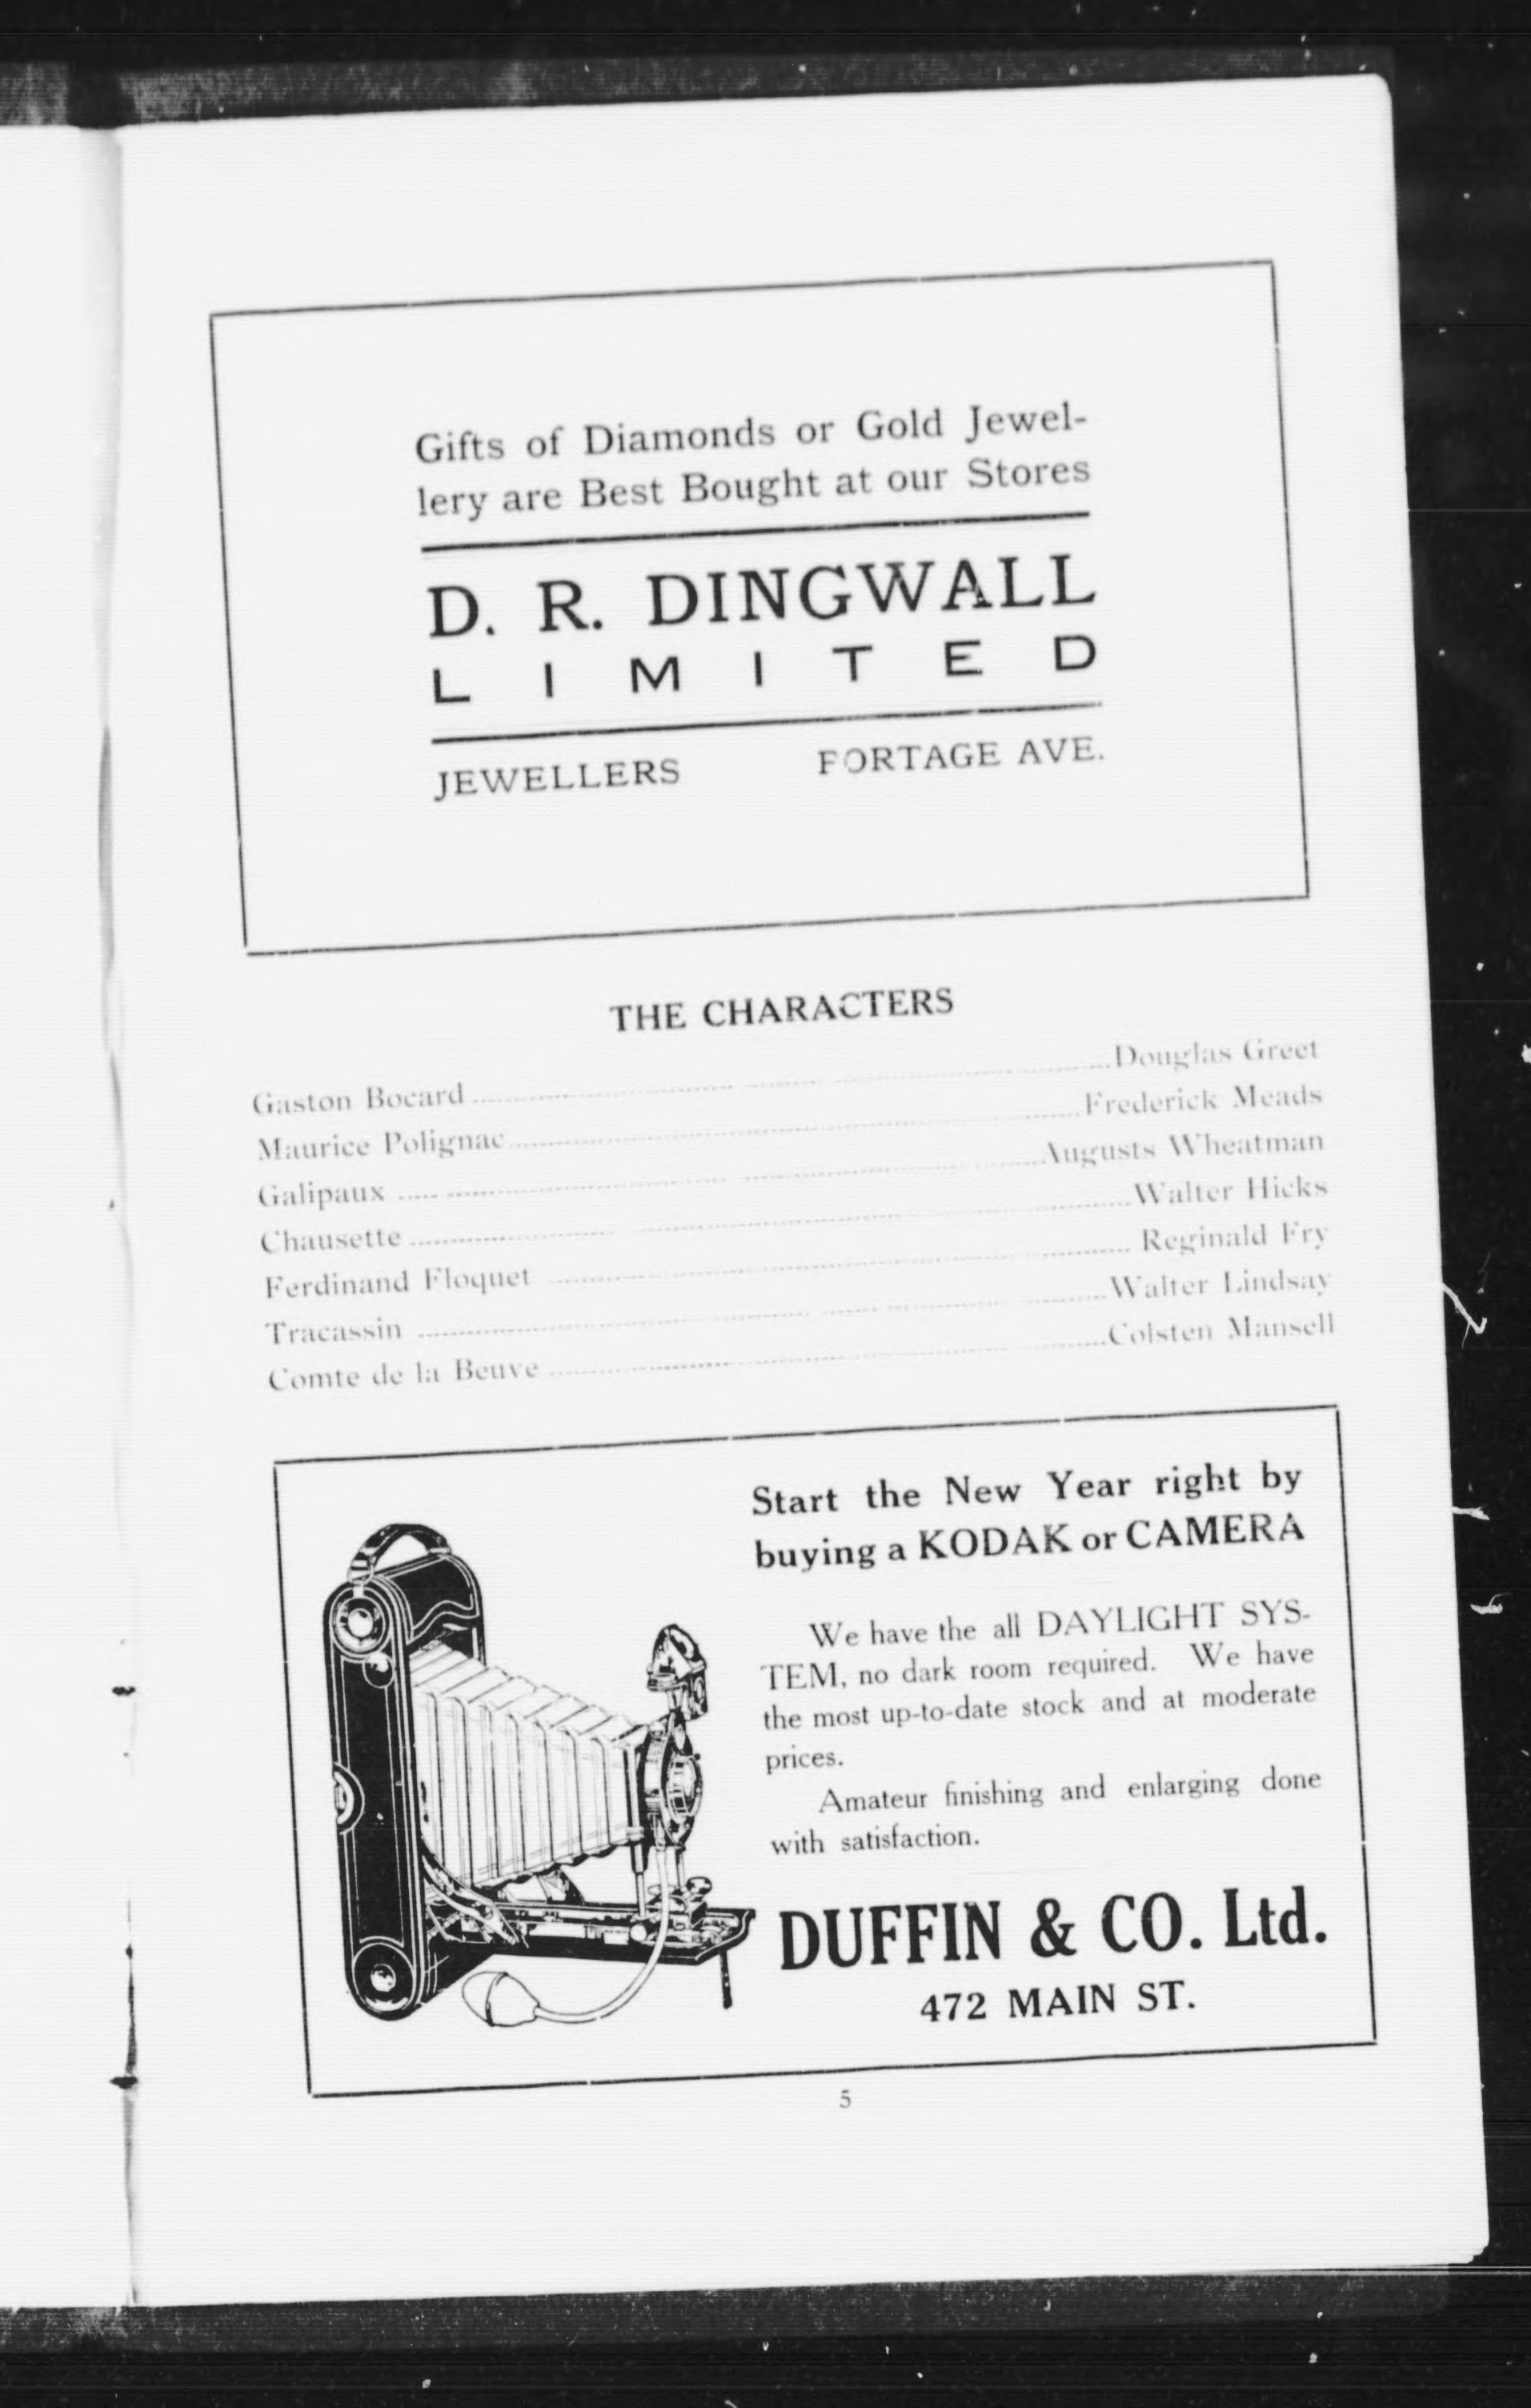 Gifts of Diamonds or Gold Jewel-
lery are Best Bought at our Stores
D. R. DINGWALL
LIMITED
JEWELLERS PORTAGE AVE.
THE CHARACTERS
Gaston Bocard Douglas Greet
Maurice Polignac Frederick Meads
Galipaux Augusts Wheatman
Chausette Walter Hicks
Ferdinand Floquet Reginald Fry
Tracassin Walter Lindsay
Comte de la Beuve Colsten Mansell
Start the New Year right by
buying a KODAK or CAMERA
We have the all DAYLIGHT SYS-
TEM, no dark room required. We have
the most up-to-date stock and at moderate
prices.
Amateur finishing and enlarging done
with satisfaction.
DUFFIN & CO. Ltd.
472 MAIN ST.
5